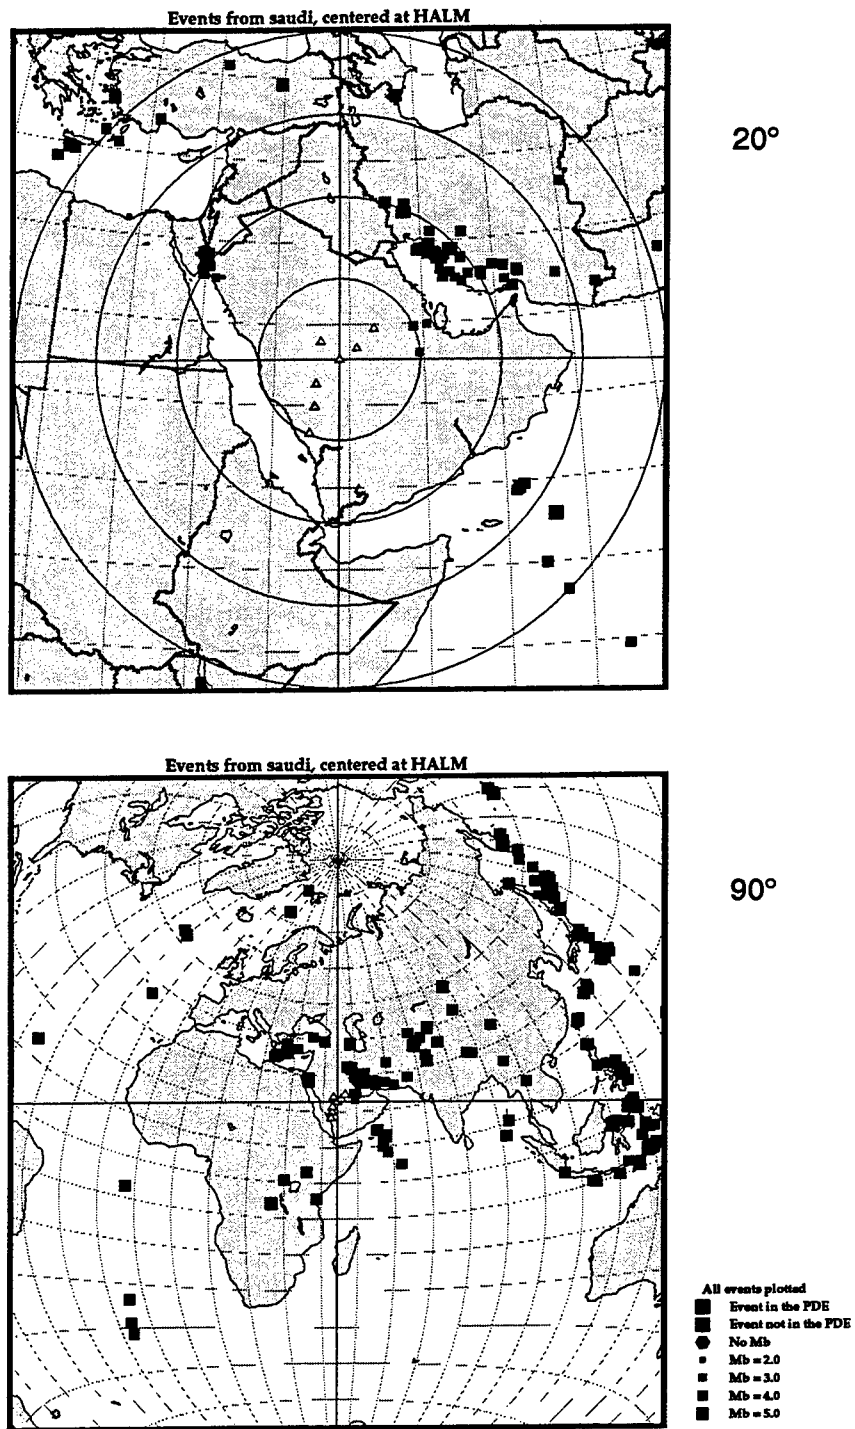 Events from saudi, centered at HALM
20°
Events from saudi, centered at HALM
90°
All events plotted
Event in the PDE
Event not in the PDE
No Mb
Mb = 2.0
Mb = 3.0
Mb = 4.0
Mb = 5.0